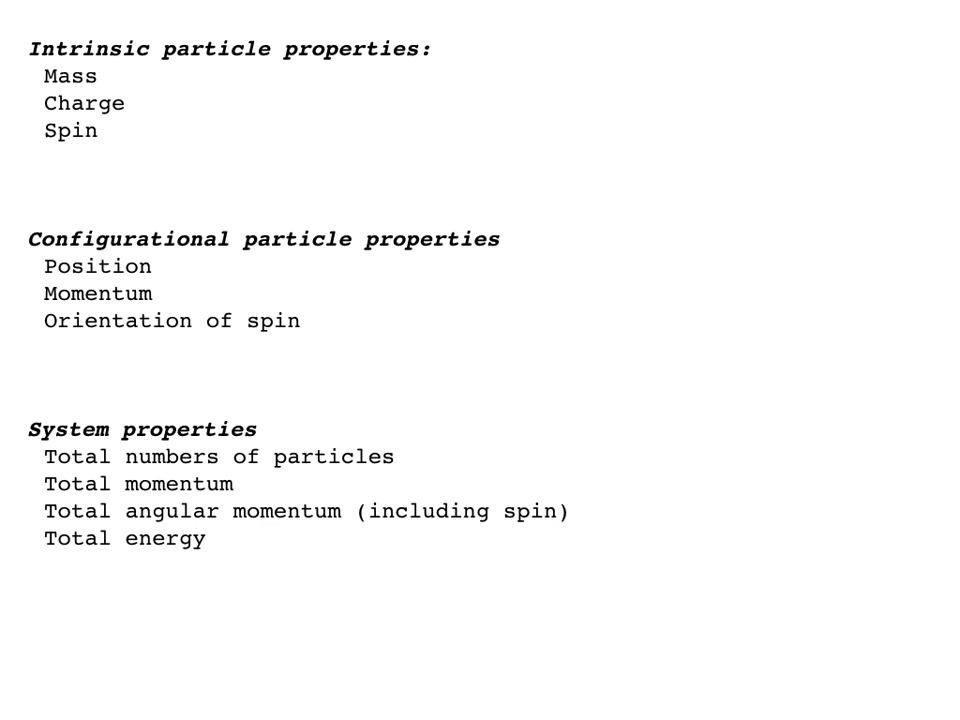 Intrinsic particle properties:
Mass
Charge
Spin
Configurational particle properties
Position
Momentum
Orientation of spin
System properties
Total numbers of particles
Total momentum
Total angular momentum (including spin)
Total energy